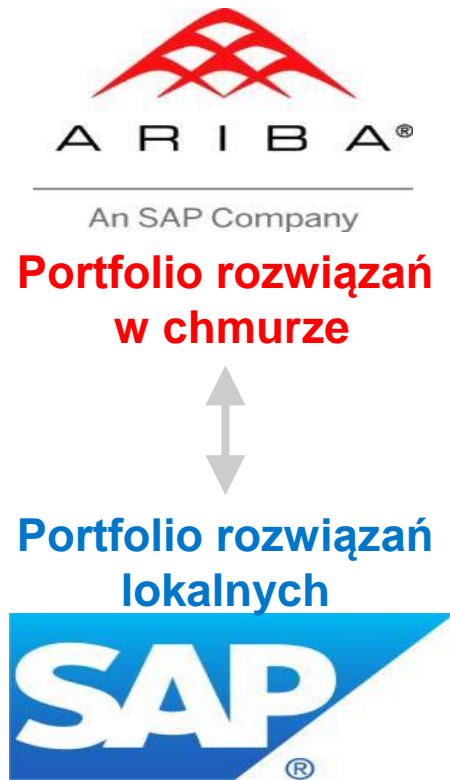 ARIBA®
An SAP Company
Portfolio rozwiązań
w chmurze
Portfolio rozwiązań
lokalnych
SAP
®